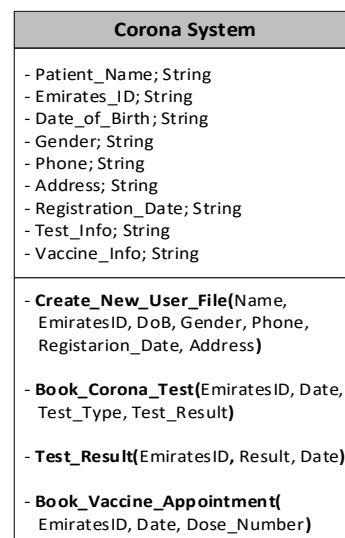 Corona System
- Patient_Name; String
- Emirates_ID; String
- Date_of_Birth; String
- Gender; String
- Phone; String
- Address; String
- Registration_Date; String
- Test_Info; String
- Vaccine_Info; String
- Create_New_User_File(Name,
EmiratesID, DoB, Gender, Phone,
Registarion_Date, Address)
- Book_Corona_Test(EmiratesID, Date,
Test_Type, Test_Result)
- Test_Result(EmiratesID, Result, Date)
- Book_Vaccine_Appointment(
EmiratesID, Date, Dose_Number)